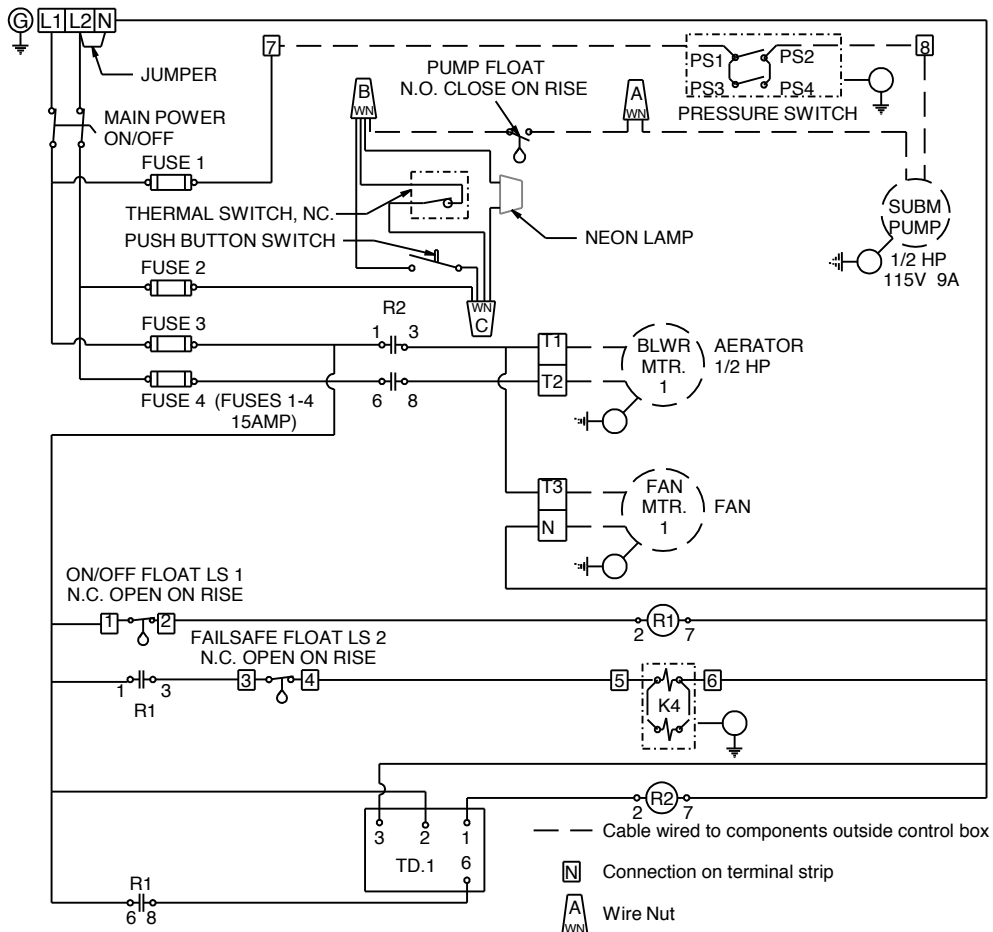 G L1 L2 N
JUMPER
MAIN POWER
ON/OFF
7
PUMP FLOAT
N.O. CLOSE ON RISE
B
WN
A
WN
PS1 PS2
PS3 PS4
PRESSURE SWITCH
8
FUSE 1
THERMAL SWITCH, NC.
PUSH BUTTON SWITCH
NEON LAMP
SUBM
PUMP
1/2 HP
115V 9A
FUSE 2
WN
C
FUSE 3
R2
1 3
T1
T2
BLWR
MTR.
1
AERATOR
1/2 HP
FUSE 4 (FUSES 1-4
15AMP)
6 8
T3
N
FAN
MTR.
1
FAN
ON/OFF FLOAT LS 1
N.C. OPEN ON RISE
1 2
2 R1 7
FAILSAFE FLOAT LS 2
N.C. OPEN ON RISE
1 3
R1
3 4
5 6
K4
2 R2 7
3 2 1
TD.1 6
R1
6 8
Cable wired to components outside control box
N Connection on terminal strip
A
WN
Wire Nut